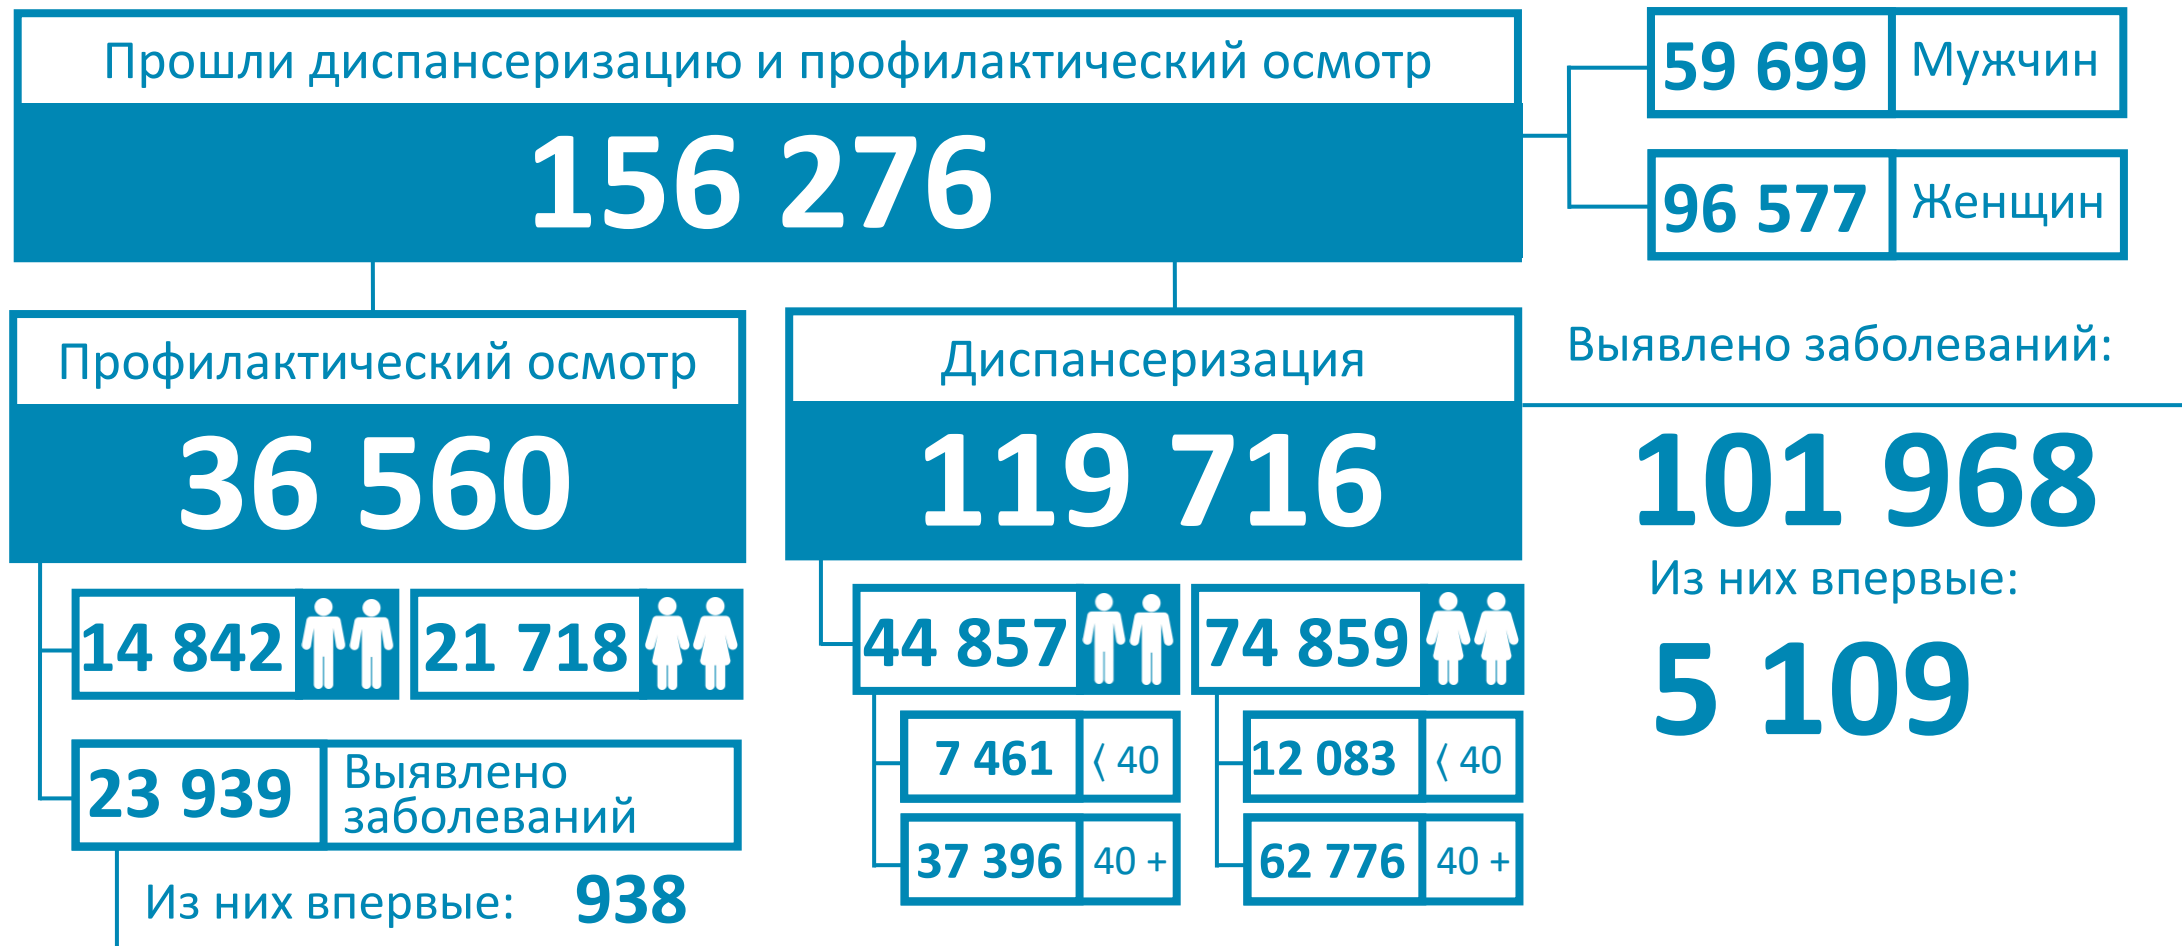 Прошли диспансеризацию и профилактический осмотр
156 276
59 699 Мужчин
96 577 Женщин
Профилактический осмотр
36 560
14 842
21 718
23 939
Выявлено
заболеваний
Из них впервые: 938
Диспансеризация
119 716
44 857
7 461 ⟨ 40
37 396 40 +
74 859
12 083 ⟨ 40
62 776 40 +
Выявлено заболеваний:
101 968
Из них впервые:
5 109